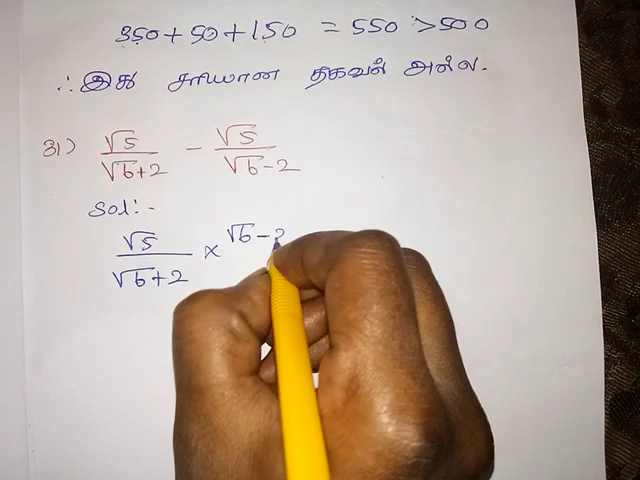 350+50+150 = 550 > 500
∴ இது சரியான தகவல் அல்ல.
31) √5/(√6+2) − √5/(√6−2)
Sol:-
√5/(√6+2) × √6−2